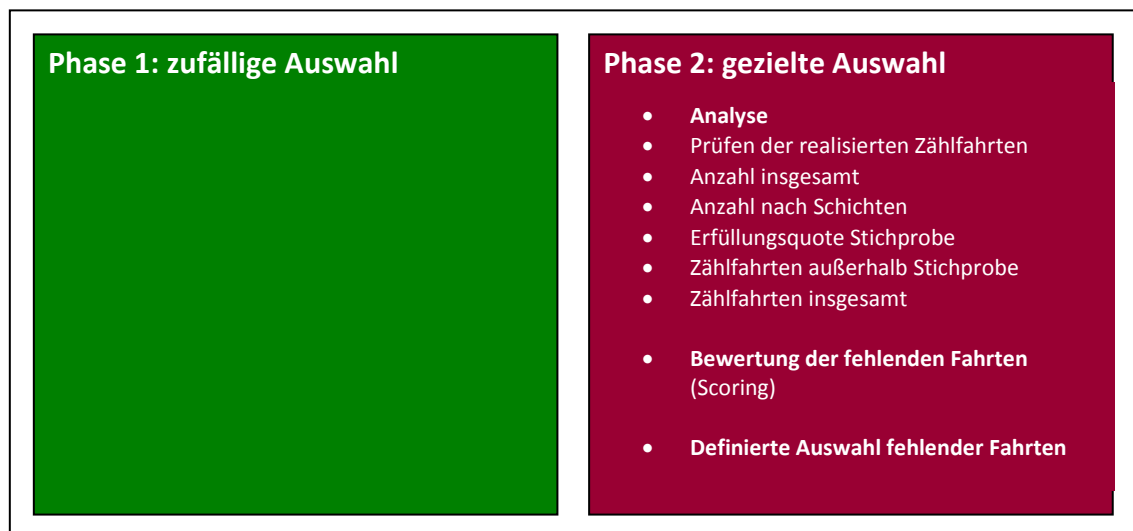 Phase 1: zufällige Auswahl
Phase 2: gezielte Auswahl
• Analyse
• Prüfen der realisierten Zählfahrten
• Anzahl insgesamt
• Anzahl nach Schichten
• Erfüllungsquote Stichprobe
• Zählfahrten außerhalb Stichprobe
• Zählfahrten insgesamt
• Bewertung der fehlenden Fahrten
(Scoring)
• Definierte Auswahl fehlender Fahrten